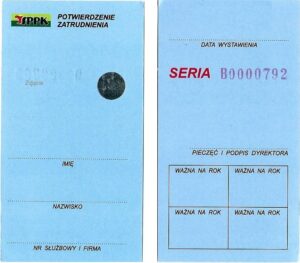 POTWIERDZENIE
ZATRUDNIENIA
Zdjęcie
IMIĘ
NAZWISKO
NR SŁUŻBOWY I FIRMA
DATA WYSTAWIENIA
SERIA B0000792
PIECZĘĆ I PODPIS DYREKTORA
WAŻNA NA ROK WAŻNA NA ROK
WAŻNA NA ROK WAŻNA NA ROK